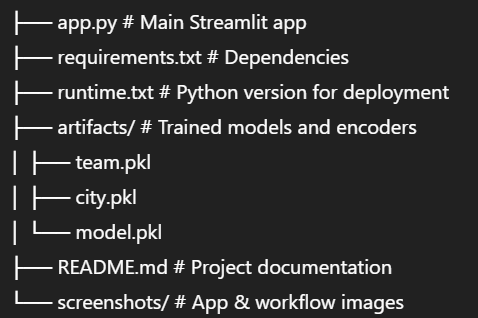 ├── app.py # Main Streamlit app
├── requirements.txt # Dependencies
├── runtime.txt # Python version for deployment
├── artifacts/ # Trained models and encoders
│ ├── team.pkl
│ ├── city.pkl
│ └── model.pkl
├── README.md # Project documentation
└── screenshots/ # App & workflow images